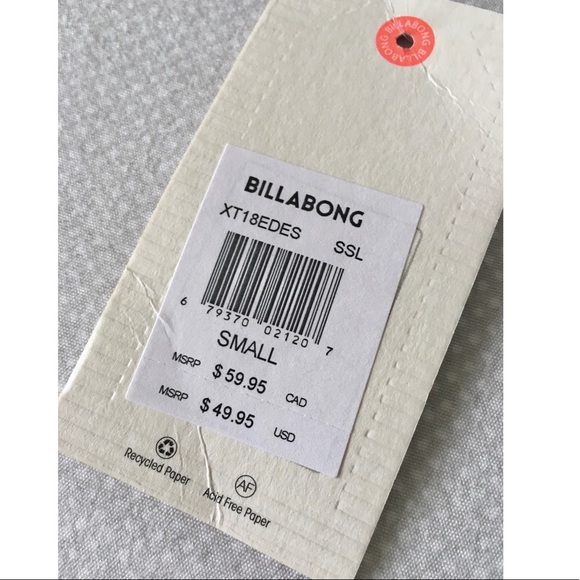 BILLABONG BILLABONG
BILLABONG
XT18EDES SSL
6 79370 02120 7
SMALL
MSRP $ 59.95 CAD
MSRP $ 49.95 USD
Recycled Paper
AF
Acid Free Paper